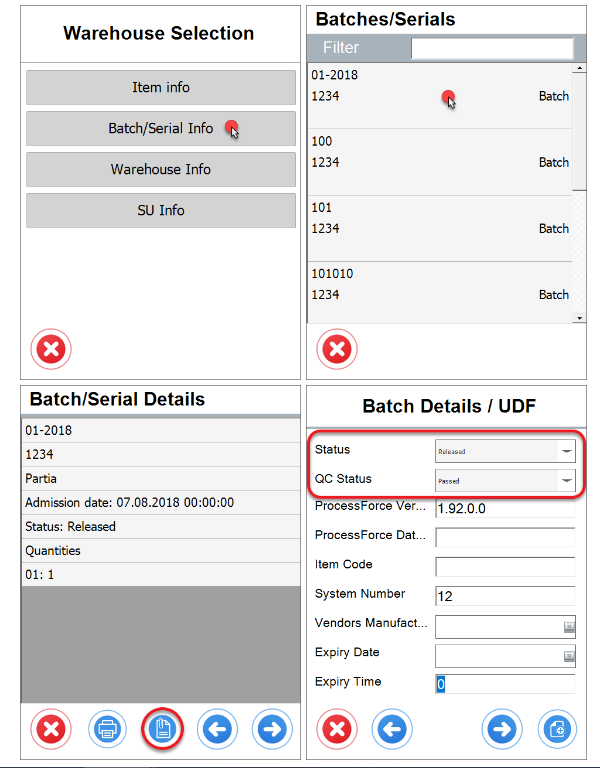 Warehouse Selection
Item info
Batch/Serial Info
Warehouse Info
SU Info
Batches/Serials
Filter
01-2018
1234 Batch
100
1234 Batch
101
1234 Batch
101010
1234 Batch
Batch/Serial Details
01-2018
1234
Partia
Admission date: 07.08.2018 00:00:00
Status: Released
Quantities
01: 1
Batch Details / UDF
Status Released
QC Status Passed
ProcessForce Ver... 1.92.0.0
ProcessForce Dat...
Item Code
System Number 12
Vendors Manufact...
Expiry Date
Expiry Time 0